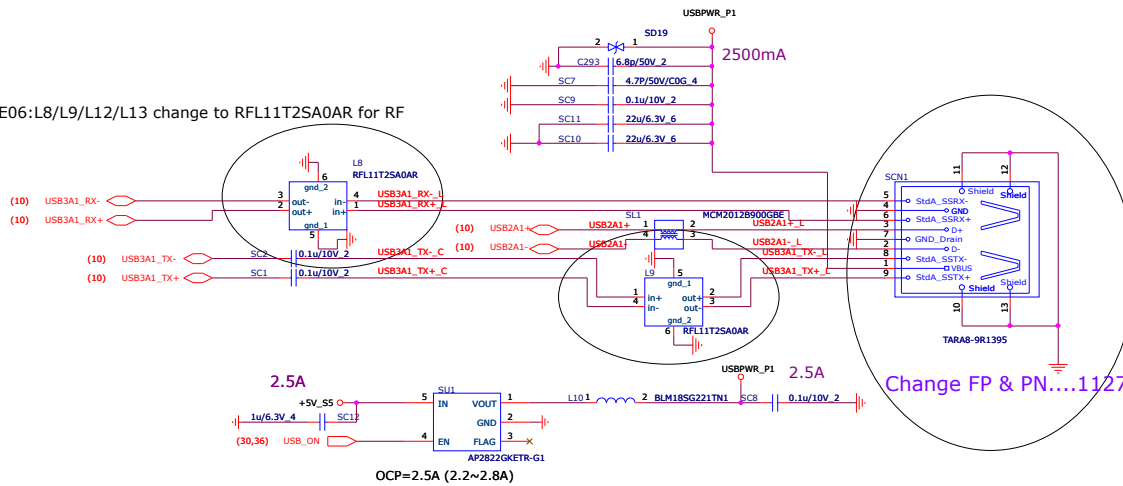 USBPWR_P1
2 1 SD19
2500mA
C293 6.8p/50V_2
SC7 4.7P/50V/C0G_4
SC9 0.1u/10V_2
SC11 22u/6.3V_6
SC10 22u/6.3V_6
E06:L8/L9/L12/L13 change to RFL11T2SA0AR for RF
L8
RFL11T2SA0AR
6
gnd_2
(10) USB3A1_RX- 3 out- in- 4 USB3A1_RX-_L
(10) USB3A1_RX+ 2 out+ in+ 1 USB3A1_RX+_L
gnd_1
5
(10) USB3A1_TX- SC2 0.1u/10V_2 USB3A1_TX-_C
(10) USB3A1_TX+ SC1 0.1u/10V_2 USB3A1_TX+_C
SL1 MCM2012B900GBE
(10) USB2A1+ USB2A1+ 1 2 USB2A1+_L
(10) USB2A1- USB2A1- 4 3 USB2A1-_L
USB3A1_TX-_L
USB3A1_TX+_L
L9 5
gnd_1
1 in+ out+ 2
4 in- out- 3
gnd_2
6 RFL11T2SA0AR
SCN1
11 12
Shield Shield
5 StdA_SSRX-
4 GND
6 StdA_SSRX+
3 D+
7 GND_Drain
2 D-
8 StdA_SSTX-
1 VBUS
9 StdA_SSTX+
Shield Shield
10 13
TARA8-9R1395
Change FP & PN....1127
2.5A
+5V_S5
1u/6.3V_4 SC12
(30,36) USB_ON
SU1
5 IN VOUT 1
GND 2
4 EN FLAG 3
AP2822GKETR-G1
OCP=2.5A (2.2~2.8A)
L10 1 2 BLM18SG221TN1
USBPWR_P1
2.5A
SC8 0.1u/10V_2